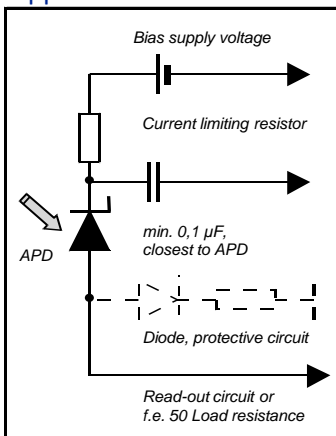 Bias supply voltage
Current limiting resistor
min. 0,1 µF,
closest to APD
APD
Diode, protective circuit
Read-out circuit or
f.e. 50 Load resistance